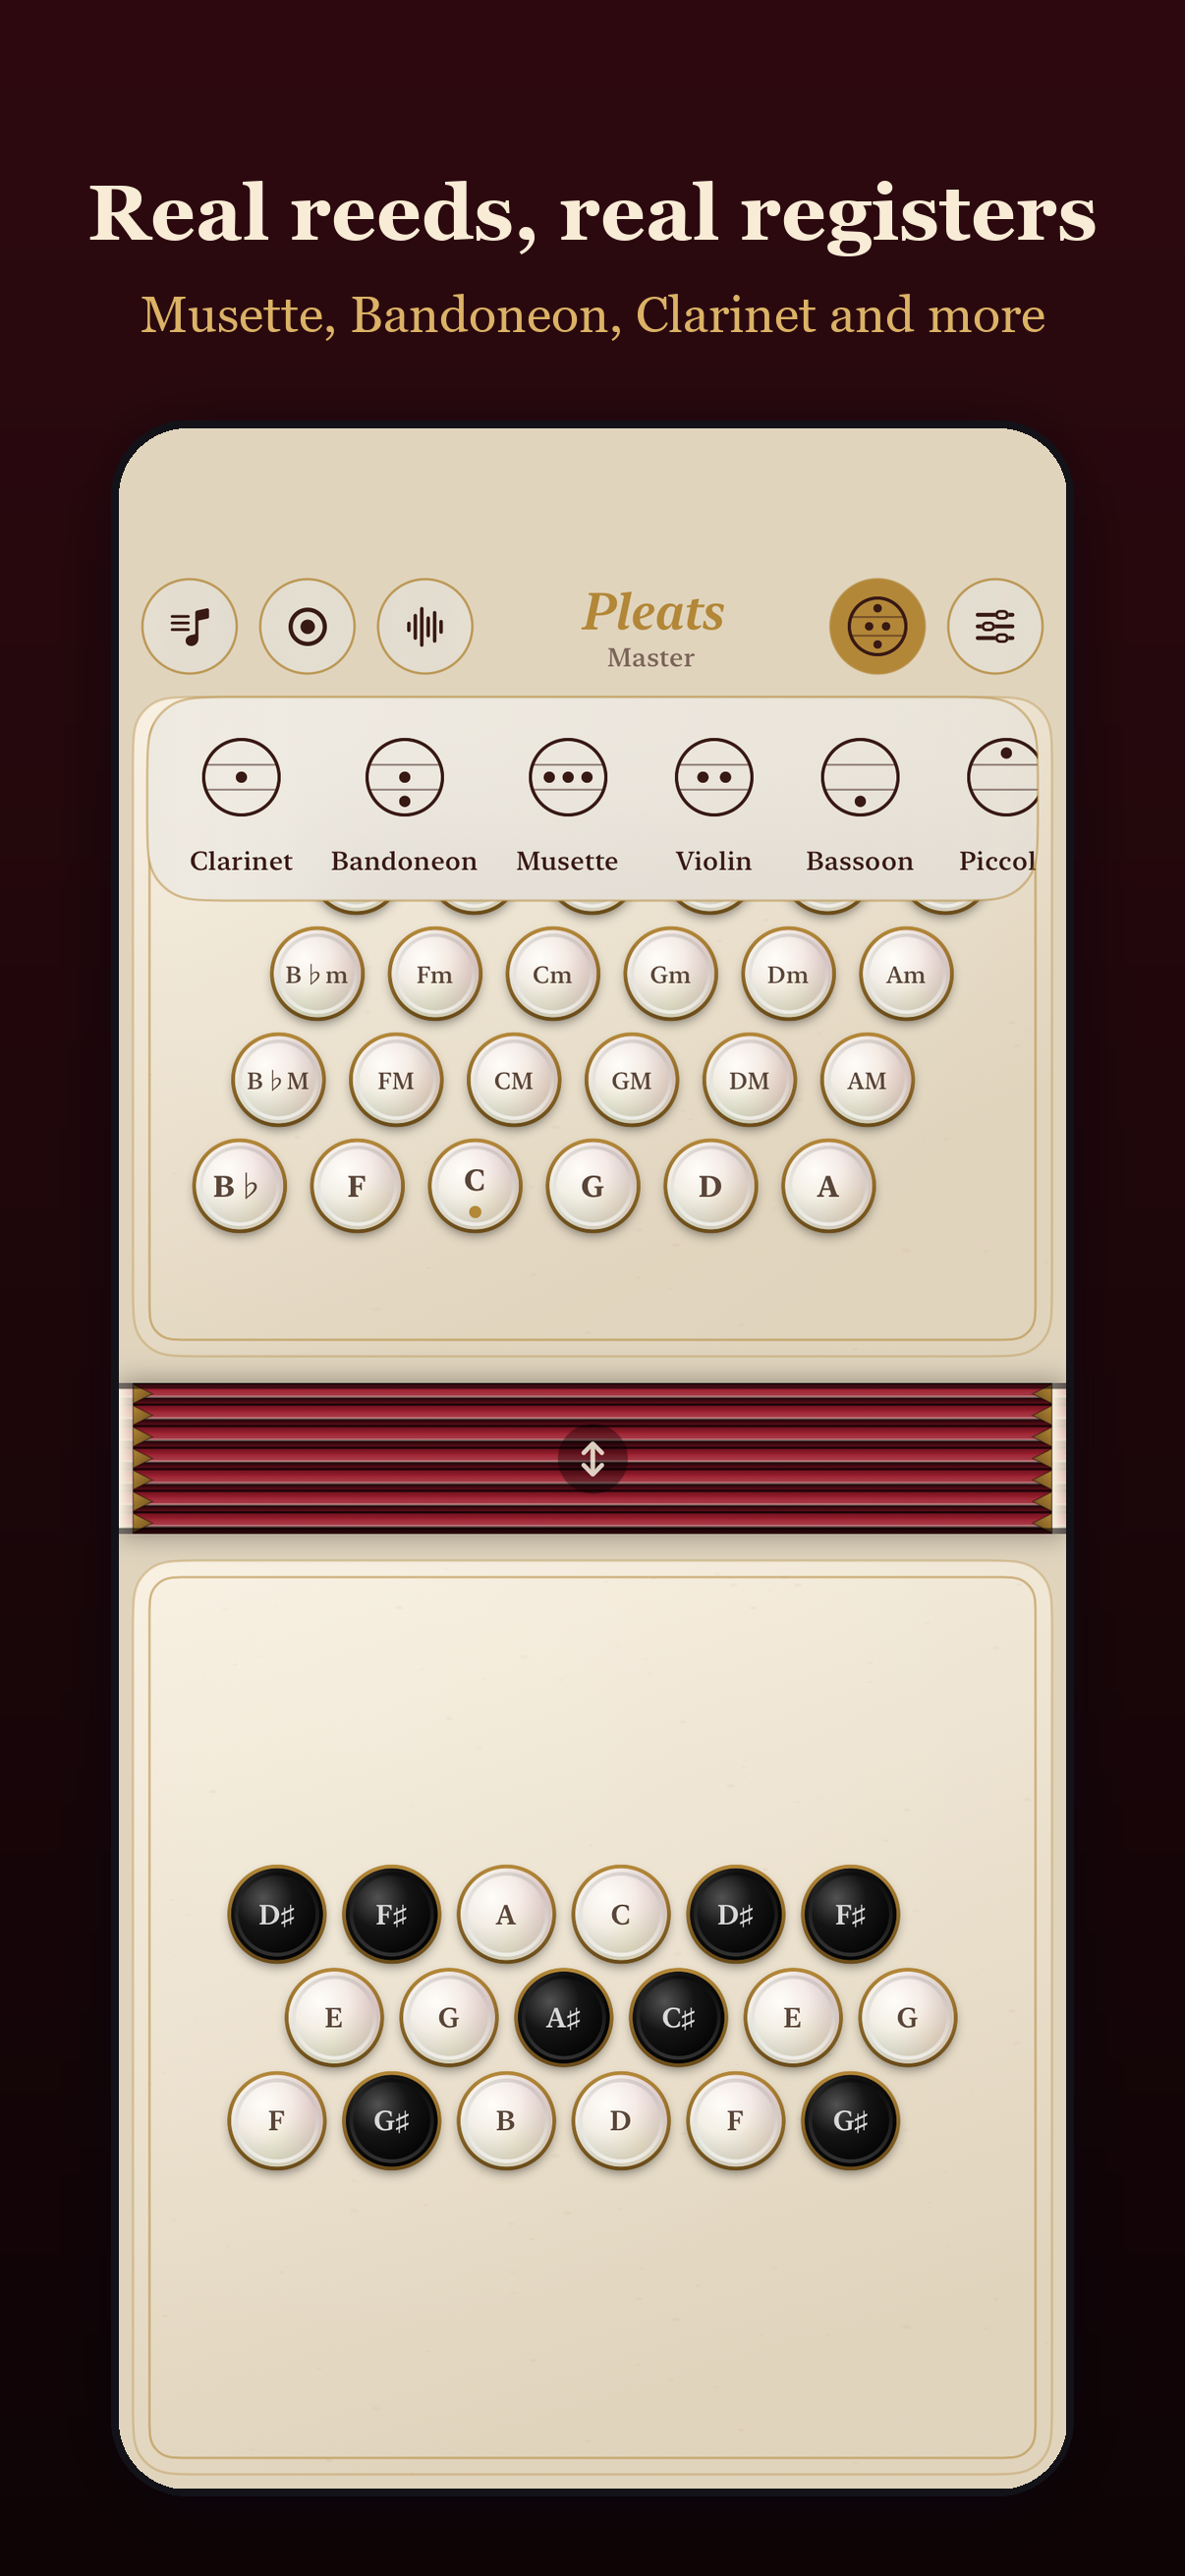 Real reeds, real registers
Musette, Bandoneon, Clarinet and more
Pleats
Master
Clarinet Bandoneon Musette Violin Bassoon Piccol
B♭m Fm Cm Gm Dm Am
B♭M FM CM GM DM AM
B♭ F C G D A
D♯ F♯ A C D♯ F♯
E G A♯ C♯ E G
F G♯ B D F G♯